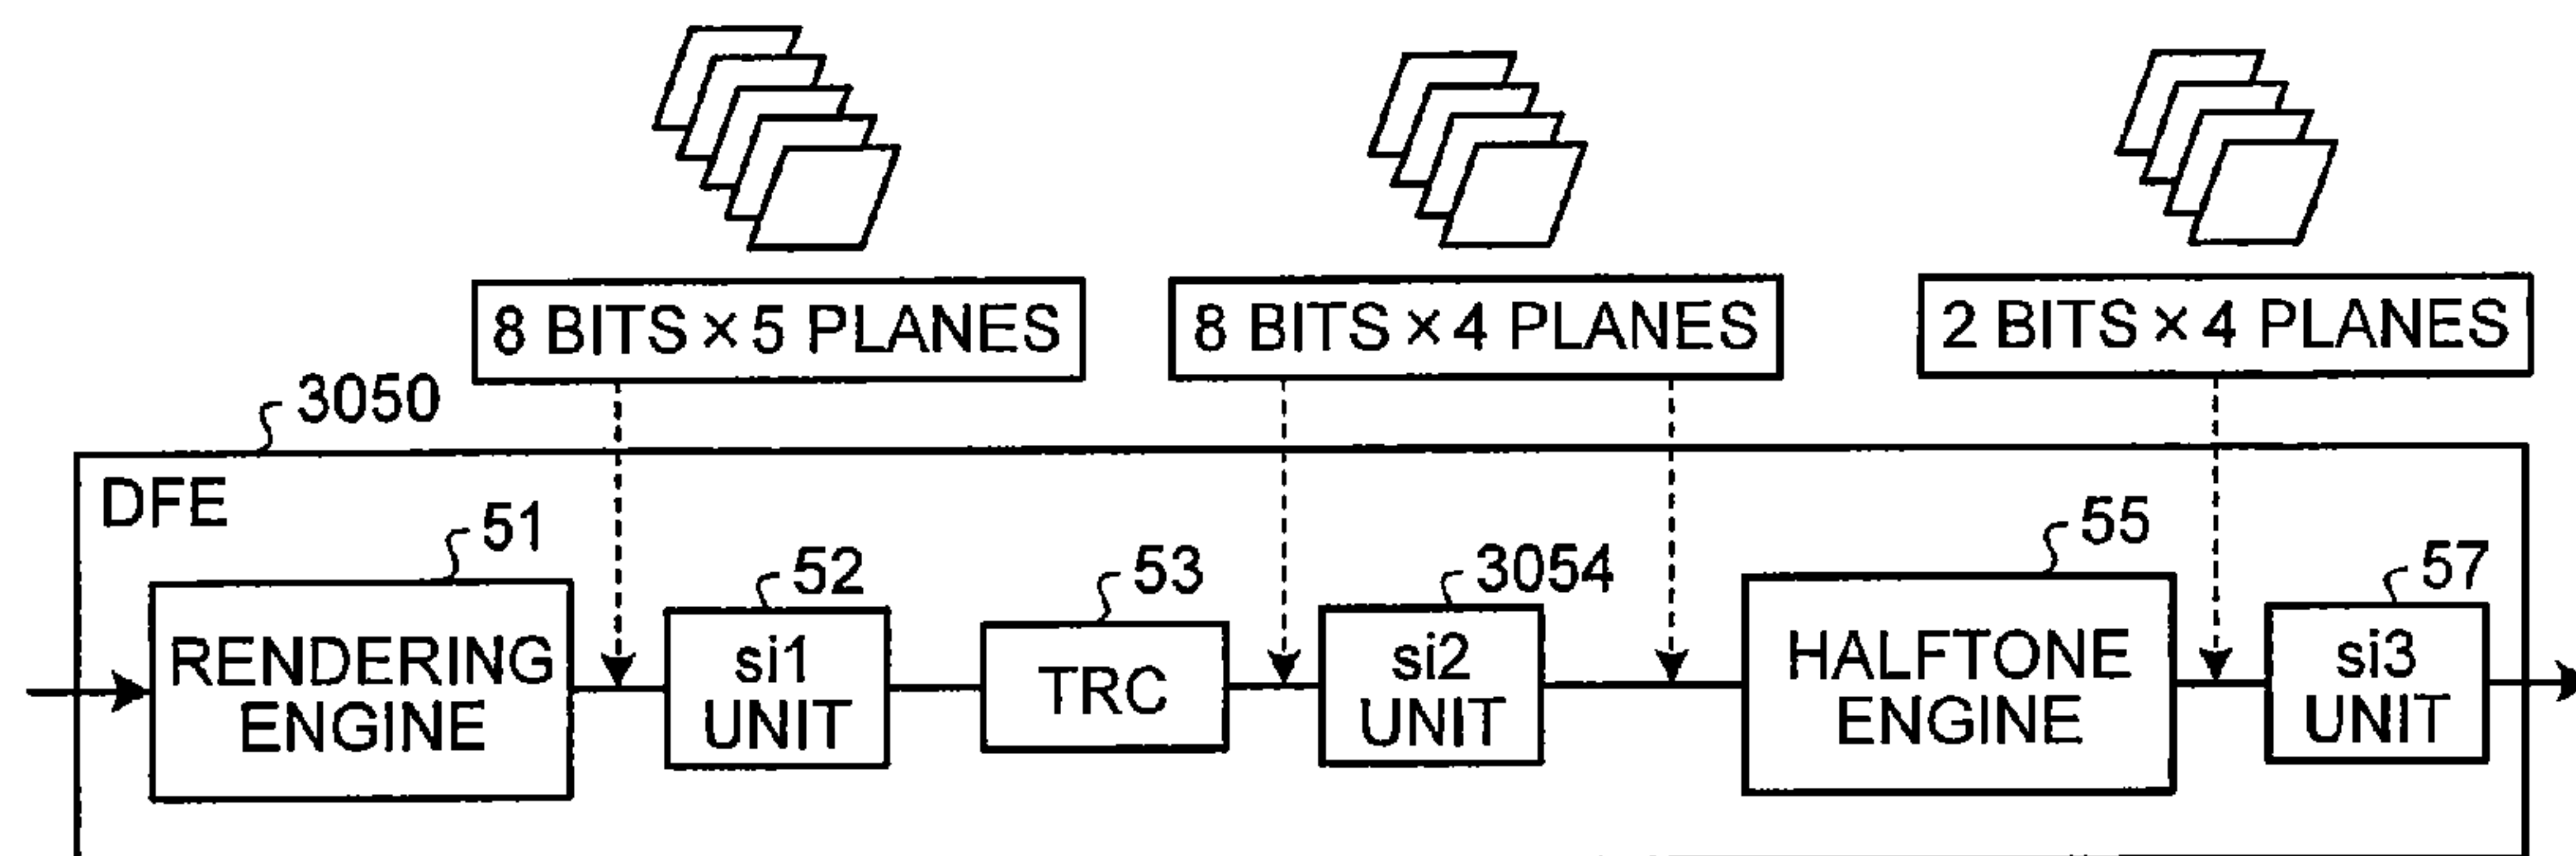 8 BITS × 5 PLANES
8 BITS × 4 PLANES
2 BITS × 4 PLANES
3050
DFE
51
52
53
3054
55
57
RENDERING
ENGINE
si1
UNIT
TRC
si2
UNIT
HALFTONE
ENGINE
si3
UNIT